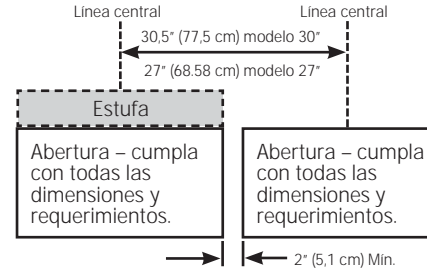 Línea central
Línea central
30,5" (77,5 cm) modelo 30"
27" (68.58 cm) modelo 27"
Estufa
Abertura – cumpla
con todas las
dimensiones y
requerimientos.
Abertura – cumpla
con todas las
dimensiones y
requerimientos.
2" (5,1 cm) Mín.